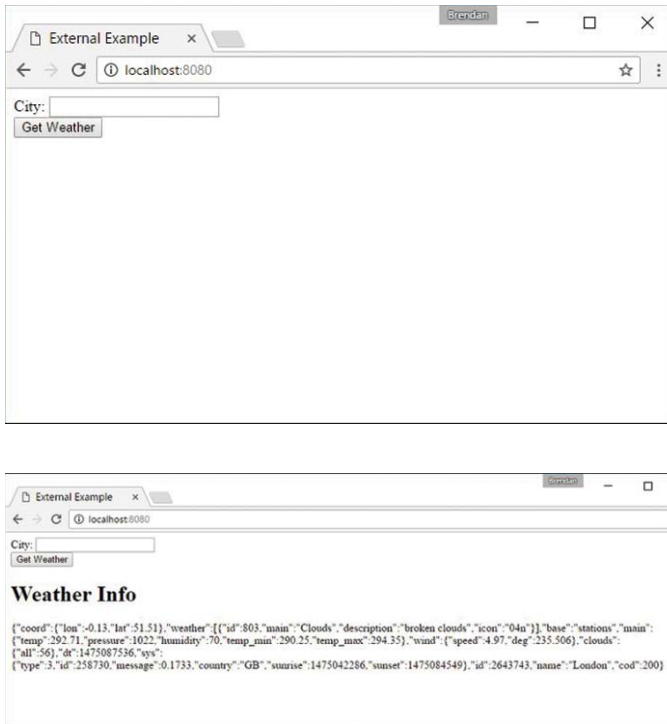 Brendan
External Example
localhost:8080
City:
Get Weather
Brendan
External Example
localhost:8080
City:
Get Weather
Weather Info
{"coord":{"lon":-0.13,"lat":51.51},"weather":[{"id":803,"main":"Clouds","description":"broken clouds","icon":"04n"}],"base":"stations","main":
{"temp":292.71,"pressure":1022,"humidity":70,"temp_min":290.25,"temp_max":294.35},"wind":{"speed":4.97,"deg":235.506},"clouds":
{"all":56},"dt":1475087536,"sys":
{"type":3,"id":258730,"message":0.1733,"country":"GB","sunrise":1475042286,"sunset":1475084549},"id":2643743,"name":"London","cod":200}